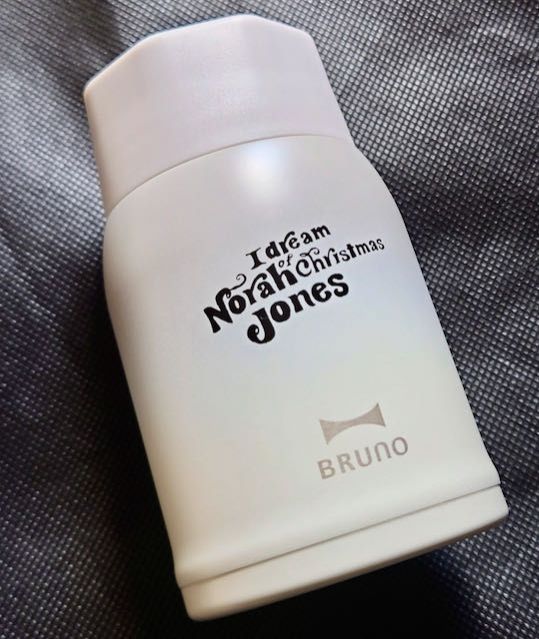 I dream
of Christmas
Norah
Jones
BRUNO